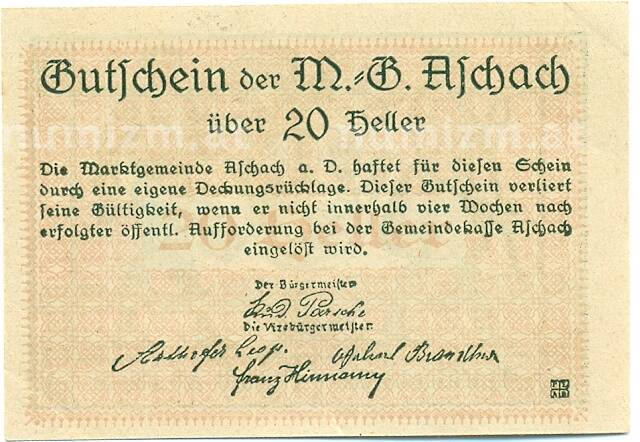 Gutschein der M.=G. Aschach
über 20 Heller
Die Marktgemeinde Aschach a. D. haftet für diesen Schein
durch eine eigene Deckungsrücklage. Dieser Gutschein verliert
seine Gültigkeit, wenn er nicht innerhalb vier Wochen nach
erfolgter öffentl. Aufforderung bei der Gemeindekasse Aschach
eingelöst wird.
Der Bürgermeister
Die Vizebürgermeister
Franz